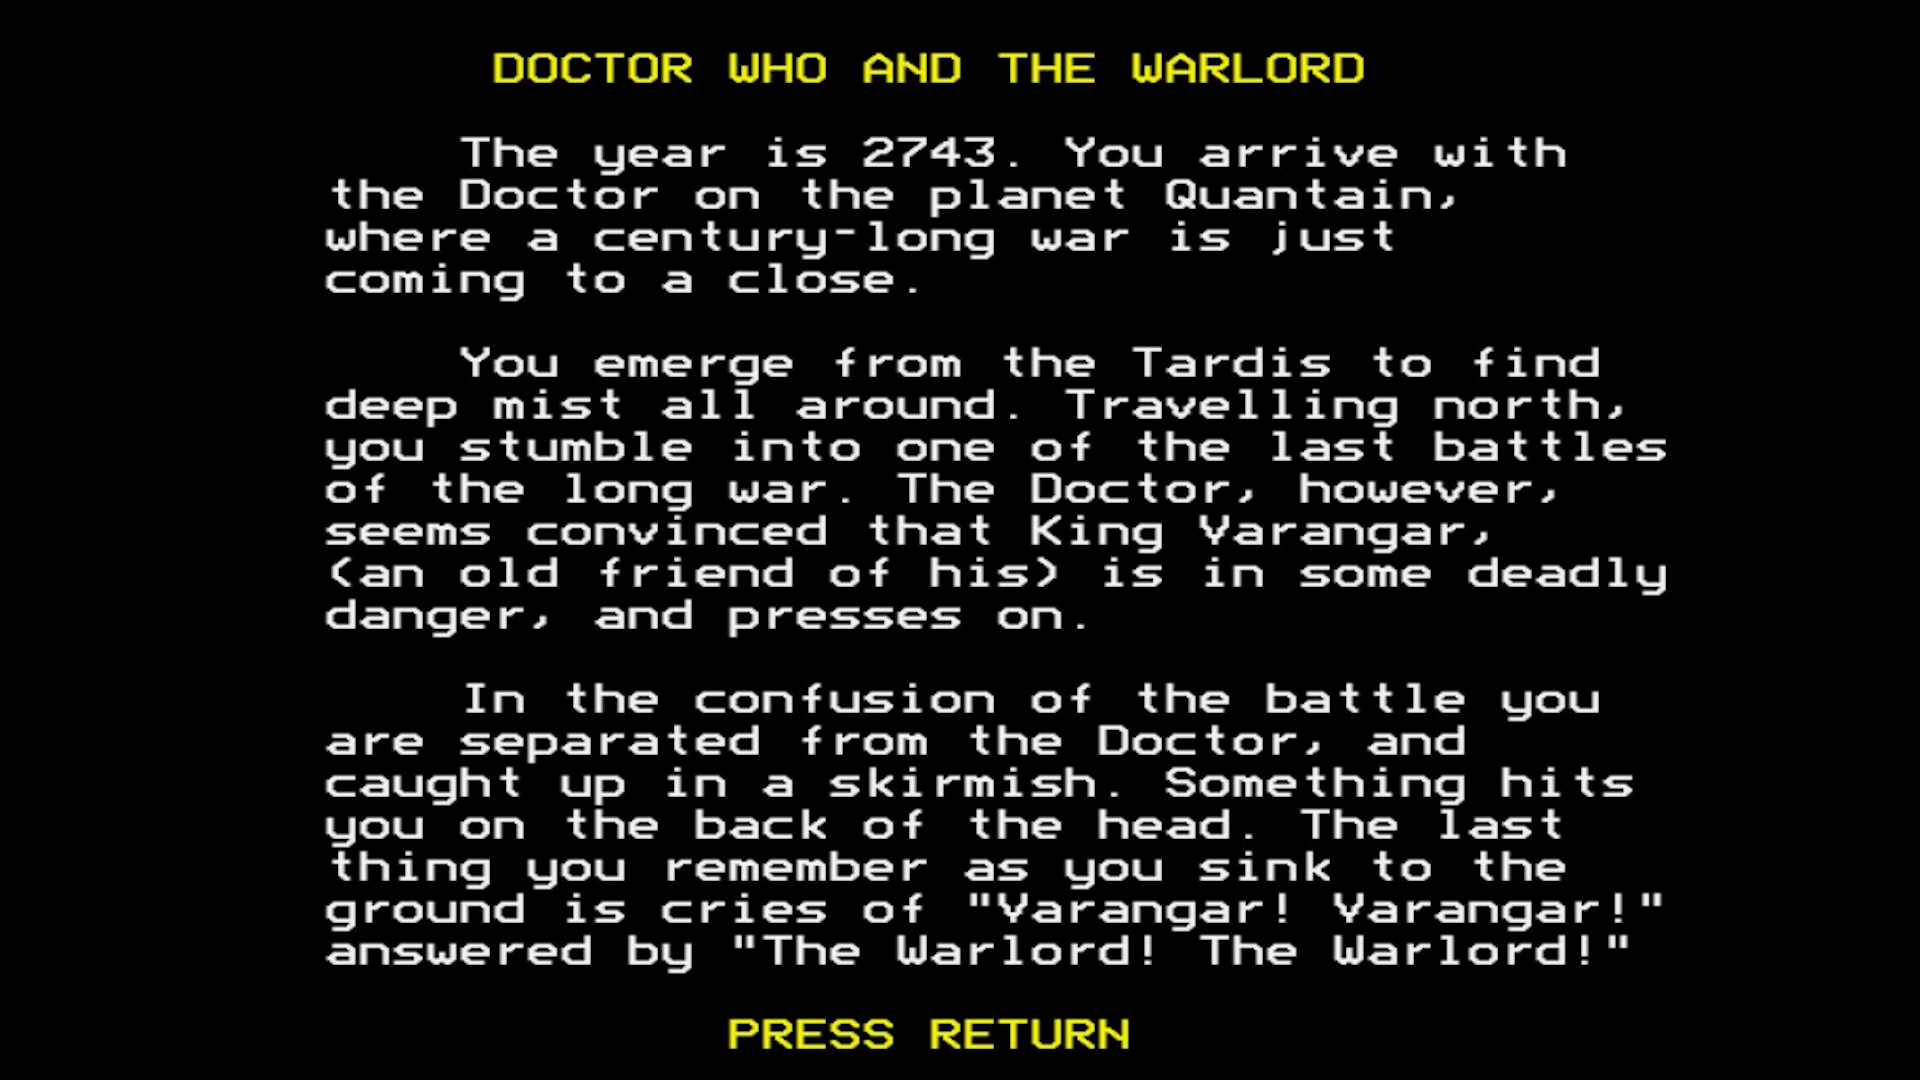 DOCTOR WHO AND THE WARLORD
The year is 2743. You arrive with
the Doctor on the planet Quantain,
where a century-long war is just
coming to a close.
You emerge from the Tardis to find
deep mist all around. Travelling north,
you stumble into one of the last battles
of the long war. The Doctor, however,
seems convinced that King Varangar,
(an old friend of his) is in some deadly
danger, and presses on.
In the confusion of the battle you
are separated from the Doctor, and
caught up in a skirmish. Something hits
you on the back of the head. The last
thing you remember as you sink to the
ground is cries of "Varangar! Varangar!"
answered by "The Warlord! The Warlord!"
PRESS RETURN